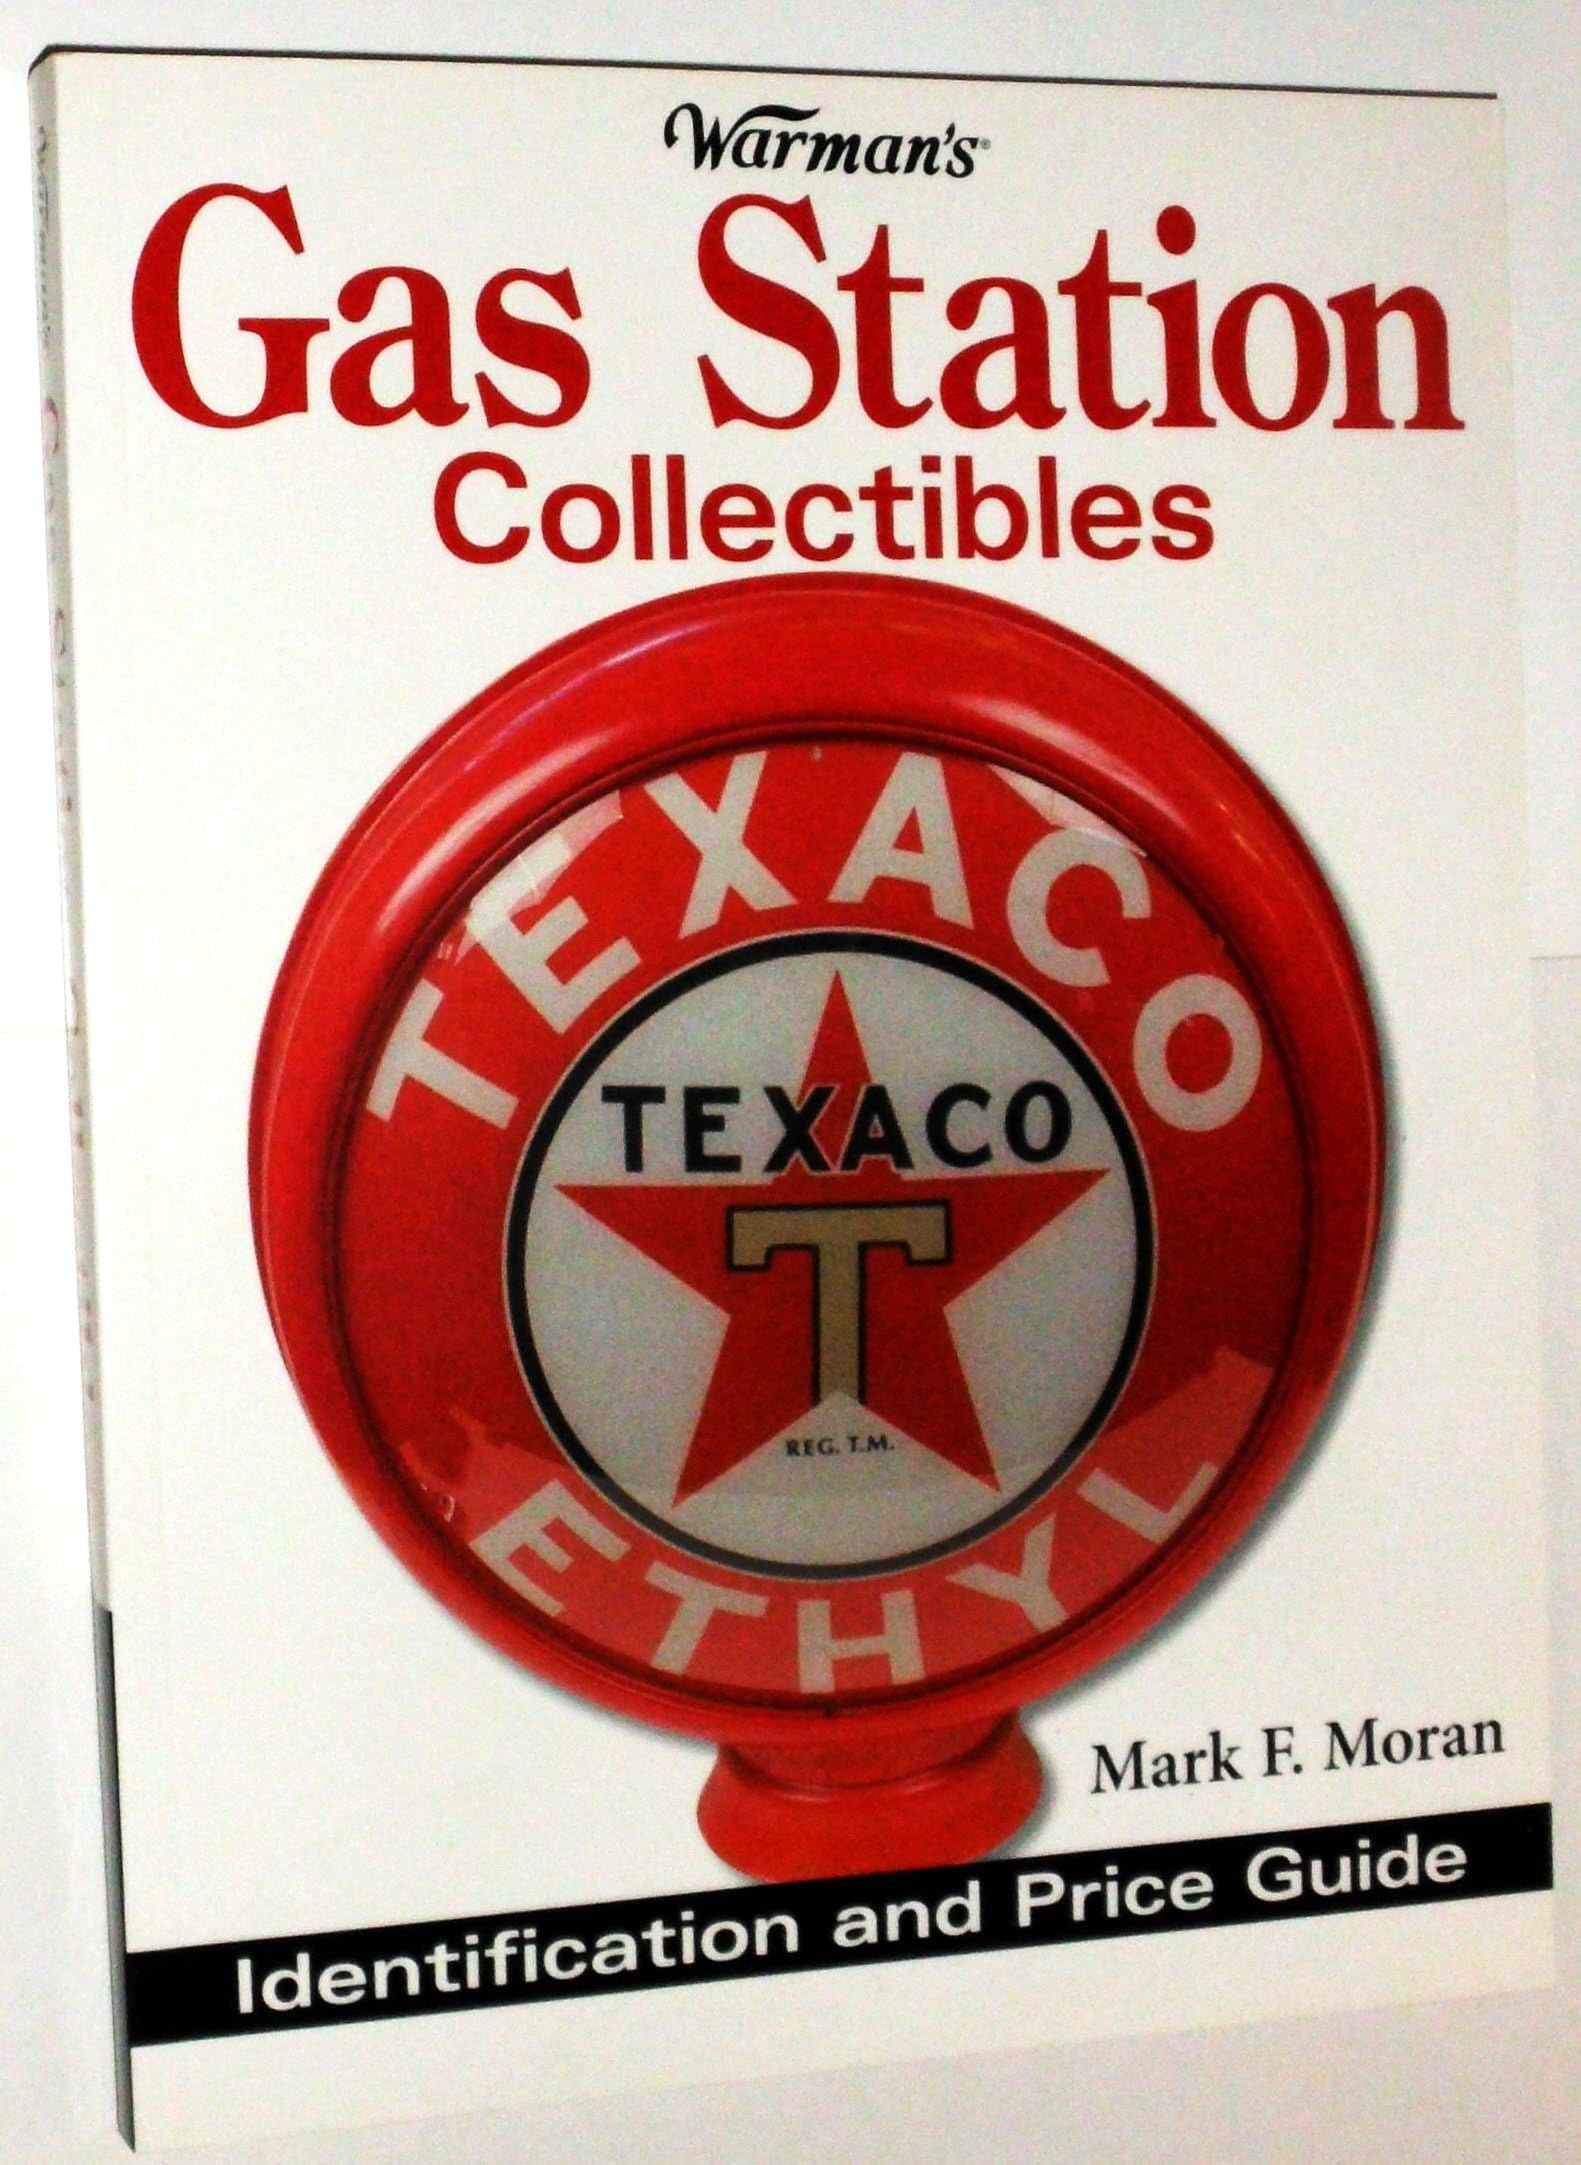 Warman's
Gas Station
Collectibles
TEXACO
TEXACO
T
REG. T.M.
ETHYL
Mark F. Moran
Identification and Price Guide